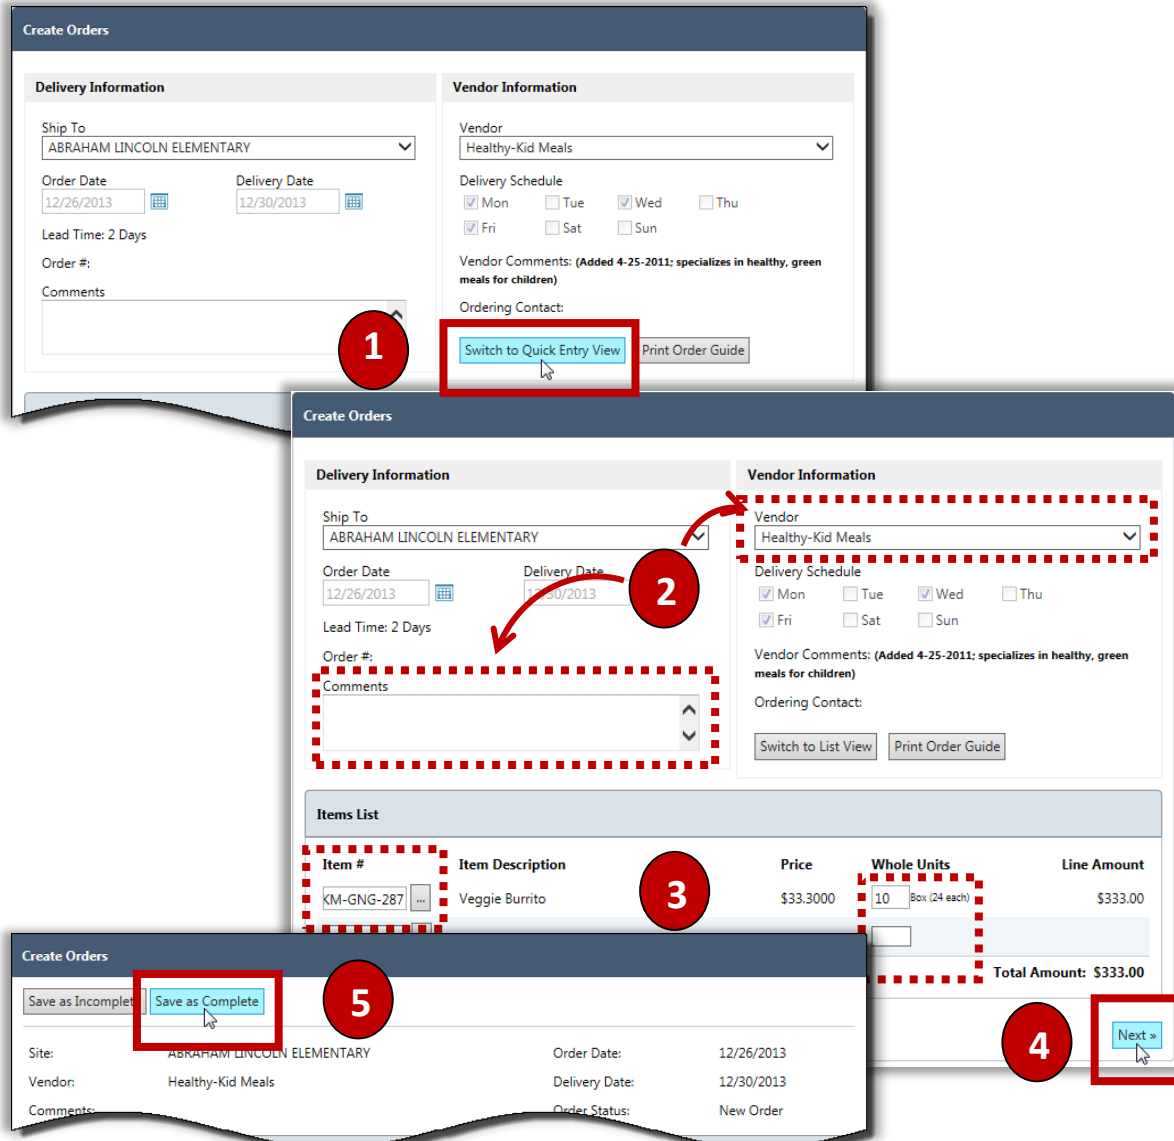 Create Orders
Delivery Information
Vendor Information
Ship To
ABRAHAM LINCOLN ELEMENTARY
Vendor
Healthy-Kid Meals
Order Date
Delivery Date
12/26/2013
12/30/2013
Delivery Schedule
Mon Tue Wed Thu
Fri Sat Sun
Lead Time: 2 Days
Order #:
Vendor Comments: (Added 4-25-2011; specializes in healthy, green
meals for children)
Comments
Ordering Contact:
1
Switch to Quick Entry View
Print Order Guide
Create Orders
Delivery Information
Vendor Information
Ship To
ABRAHAM LINCOLN ELEMENTARY
Vendor
Healthy-Kid Meals
2
Order Date
Delivery Date
12/26/2013
12/30/2013
Delivery Schedule
Mon Tue Wed Thu
Fri Sat Sun
Lead Time: 2 Days
Order #:
Vendor Comments: (Added 4-25-2011; specializes in healthy, green
meals for children)
Comments
Ordering Contact:
Switch to List View
Print Order Guide
Items List
Item # Item Description Price Whole Units Line Amount
KM-GNG-287 ... Veggie Burrito $33.3000 10 Box (24 each) $333.00
3
Total Amount: $333.00
4
Next »
Create Orders
Save as Incomplete
Save as Complete
5
Site: ABRAHAM LINCOLN ELEMENTARY Order Date: 12/26/2013
Vendor: Healthy-Kid Meals Delivery Date: 12/30/2013
Comments: Order Status: New Order